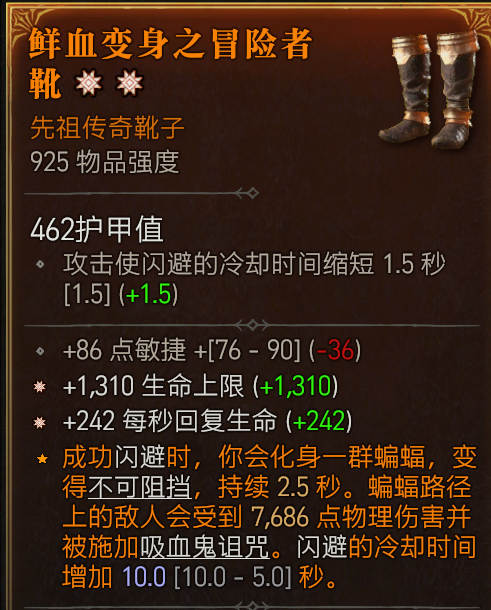 鲜血变身之冒险者
靴
先祖传奇靴子
925 物品强度
462护甲值
攻击使闪避的冷却时间缩短 1.5 秒
[1.5] (+1.5)
+86 点敏捷 +[76 - 90] (-36)
+1,310 生命上限 (+1,310)
+242 每秒回复生命 (+242)
成功闪避时，你会化身一群蝙蝠，变
得不可阻挡，持续 2.5 秒。蝙蝠路径
上的敌人会受到 7,686 点物理伤害并
被施加吸血鬼诅咒。闪避的冷却时间
增加 10.0 [10.0 - 5.0] 秒。